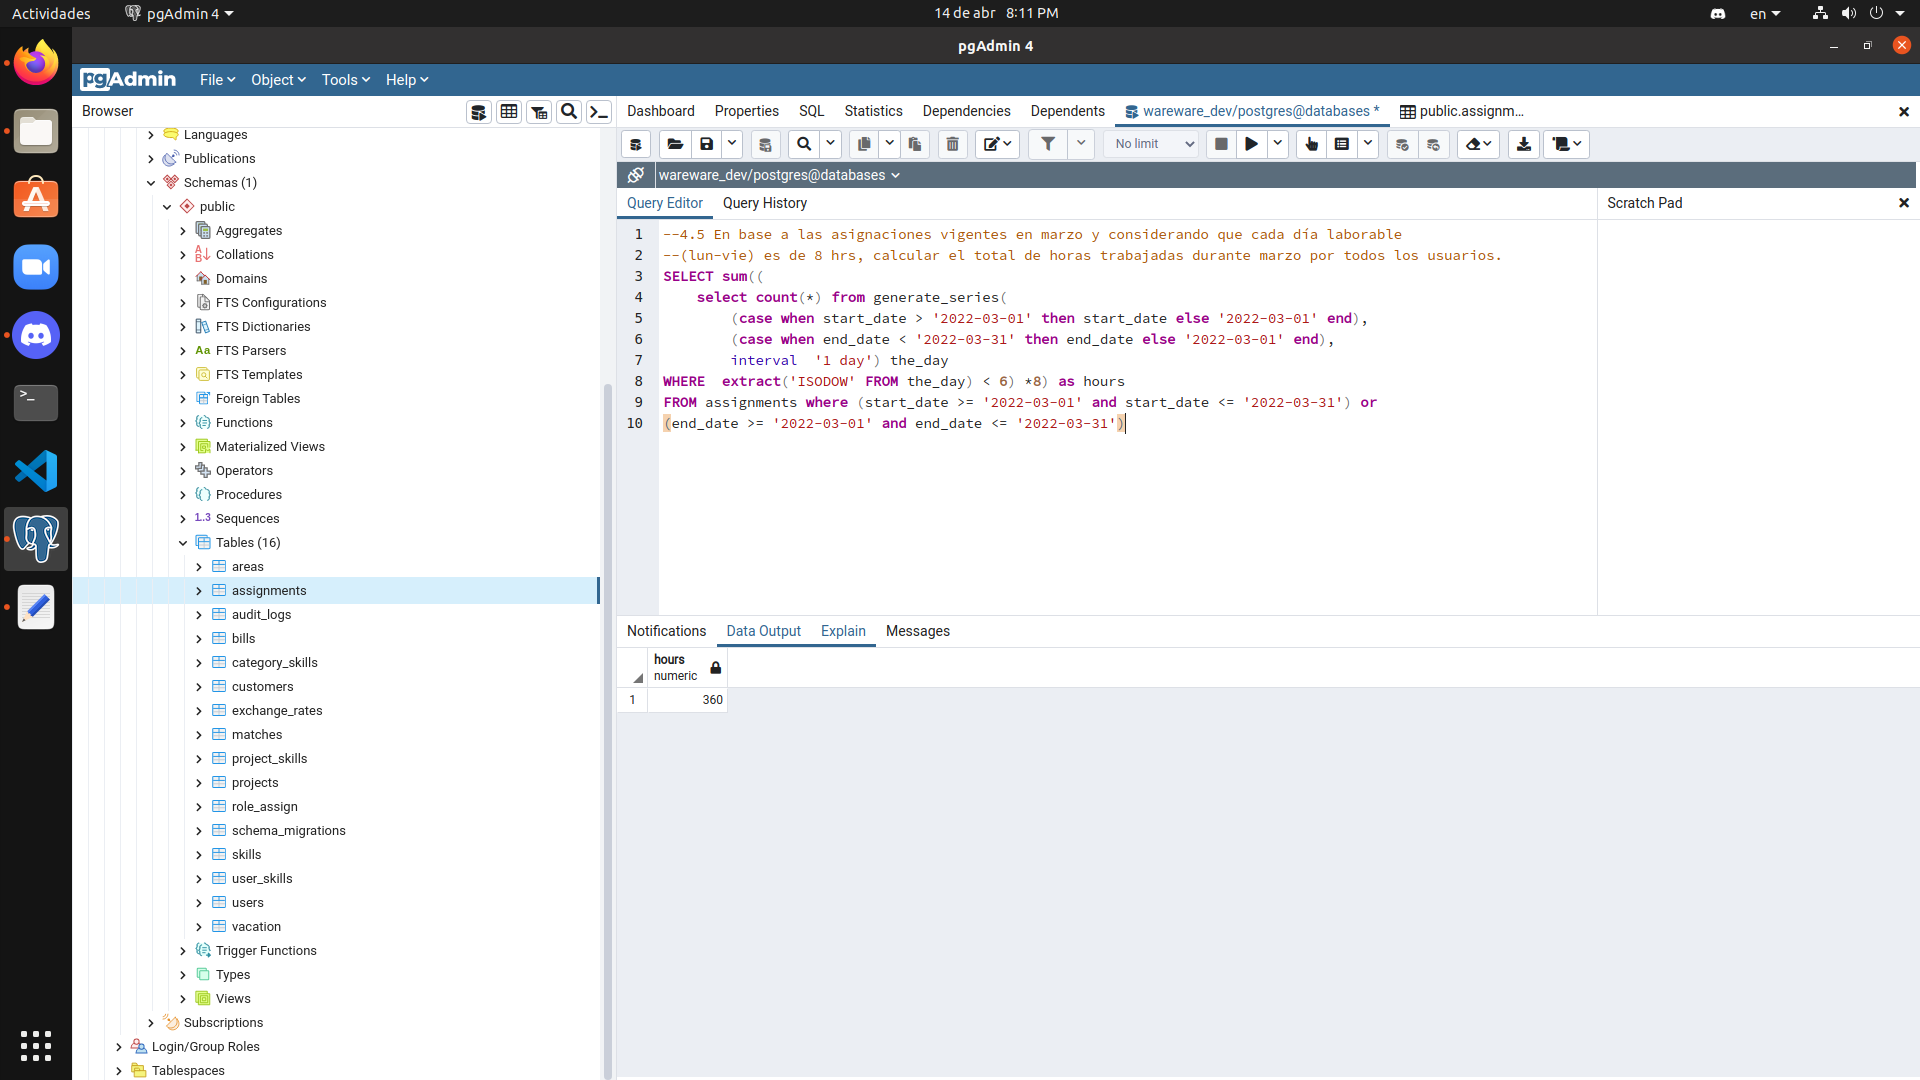 Actividades
pgAdmin 4
14 de abr 8:11 PM
en
pgAdmin 4
pgAdmin
File
Object
Tools
Help
Browser
Languages
Publications
Schemas (1)
public
Aggregates
Collations
Domains
FTS Configurations
FTS Dictionaries
Aa FTS Parsers
FTS Templates
Foreign Tables
Functions
Materialized Views
Operators
Procedures
1..3 Sequences
Tables (16)
areas
assignments
audit_logs
bills
category_skills
customers
exchange_rates
matches
project_skills
projects
role_assign
schema_migrations
skills
user_skills
users
vacation
Trigger Functions
Types
Views
Subscriptions
Login/Group Roles
Tablespaces
Dashboard
Properties
SQL
Statistics
Dependencies
Dependents
wareware_dev/postgres@databases *
public.assignm...
No limit
wareware_dev/postgres@databases
Query Editor
Query History
Scratch Pad
1 --4.5 En base a las asignaciones vigentes en marzo y considerando que cada día laborable
2 --(lun-vie) es de 8 hrs, calcular el total de horas trabajadas durante marzo por todos los usuarios.
3 SELECT sum((
4 select count(*) from generate_series(
5 (case when start_date > '2022-03-01' then start_date else '2022-03-01' end),
6 (case when end_date < '2022-03-31' then end_date else '2022-03-01' end),
7 interval '1 day') the_day
8 WHERE extract('ISODOW' FROM the_day) < 6) *8) as hours
9 FROM assignments where (start_date >= '2022-03-01' and start_date <= '2022-03-31') or
10 (end_date >= '2022-03-01' and end_date <= '2022-03-31')
Notifications
Data Output
Explain
Messages
hours
numeric
1 360